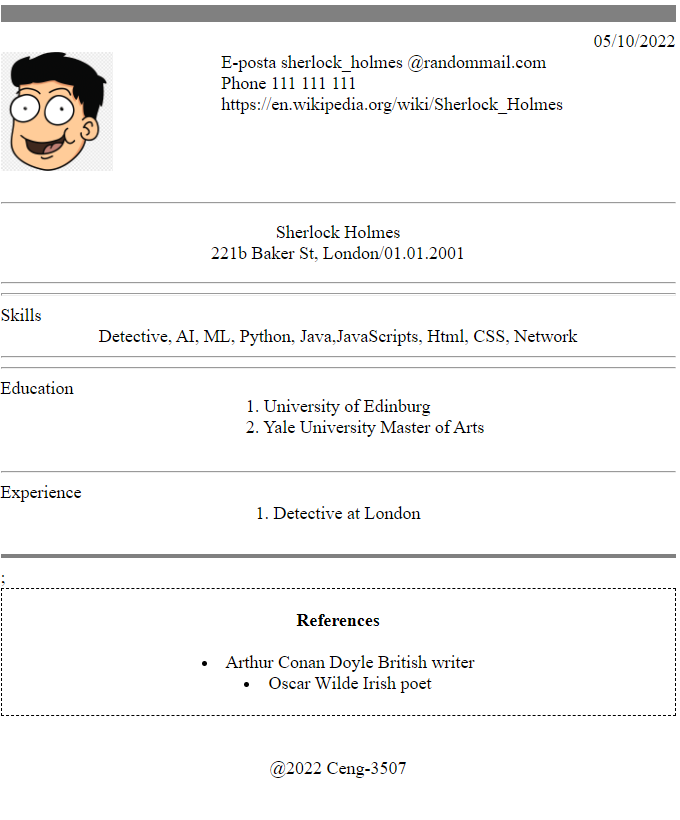 05/10/2022
E-posta sherlock_holmes @randommail.com
Phone 111 111 111
https://en.wikipedia.org/wiki/Sherlock_Holmes
Sherlock Holmes
221b Baker St, London/01.01.2001
Skills
Detective, AI, ML, Python, Java,JavaScripts, Html, CSS, Network
Education
1. University of Edinburg
2. Yale University Master of Arts
Experience
1. Detective at London
;
References
• Arthur Conan Doyle British writer
• Oscar Wilde Irish poet
@2022 Ceng-3507